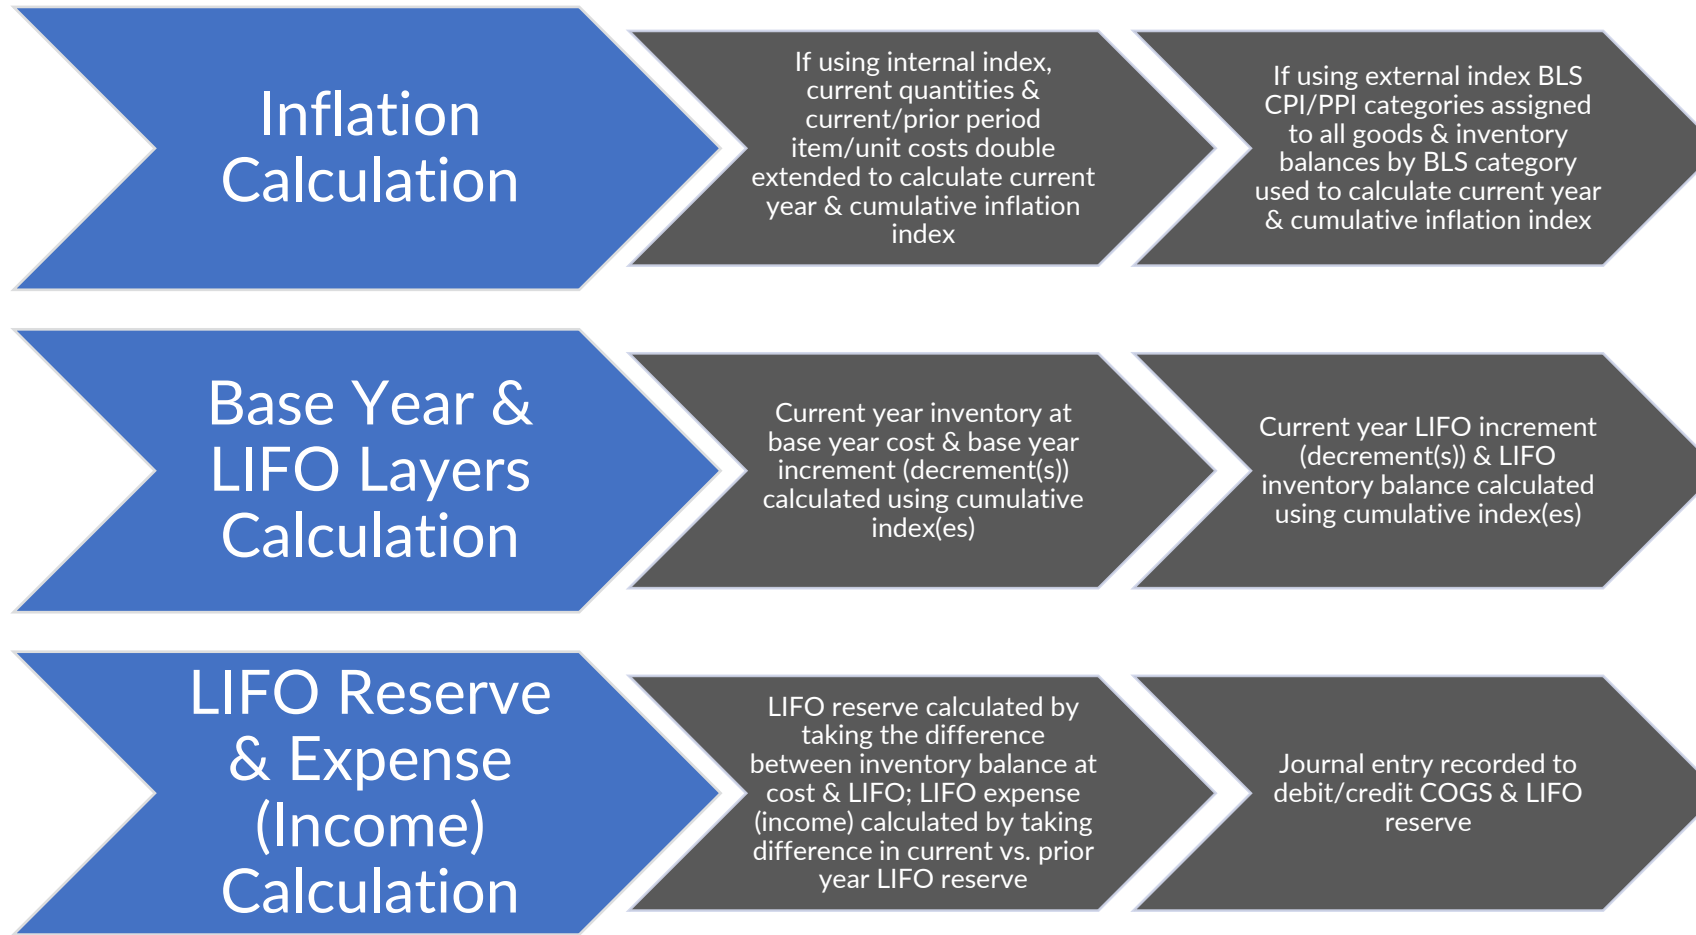 Inflation
Calculation
If using internal index,
current quantities &
current/prior period
item/unit costs double
extended to calculate current
year & cumulative inflation
index
If using external index BLS
CPI/PPI categories assigned
to all goods & inventory
balances by BLS category
used to calculate current year
& cumulative inflation index
Base Year &
LIFO Layers
Calculation
Current year inventory at
base year cost & base year
increment (decrement(s))
calculated using cumulative
index(es)
Current year LIFO increment
(decrement(s)) & LIFO
inventory balance calculated
using cumulative index(es)
LIFO Reserve
& Expense
(Income)
Calculation
LIFO reserve calculated by
taking the difference
between inventory balance at
cost & LIFO; LIFO expense
(income) calculated by taking
difference in current vs. prior
year LIFO reserve
Journal entry recorded to
debit/credit COGS & LIFO
reserve